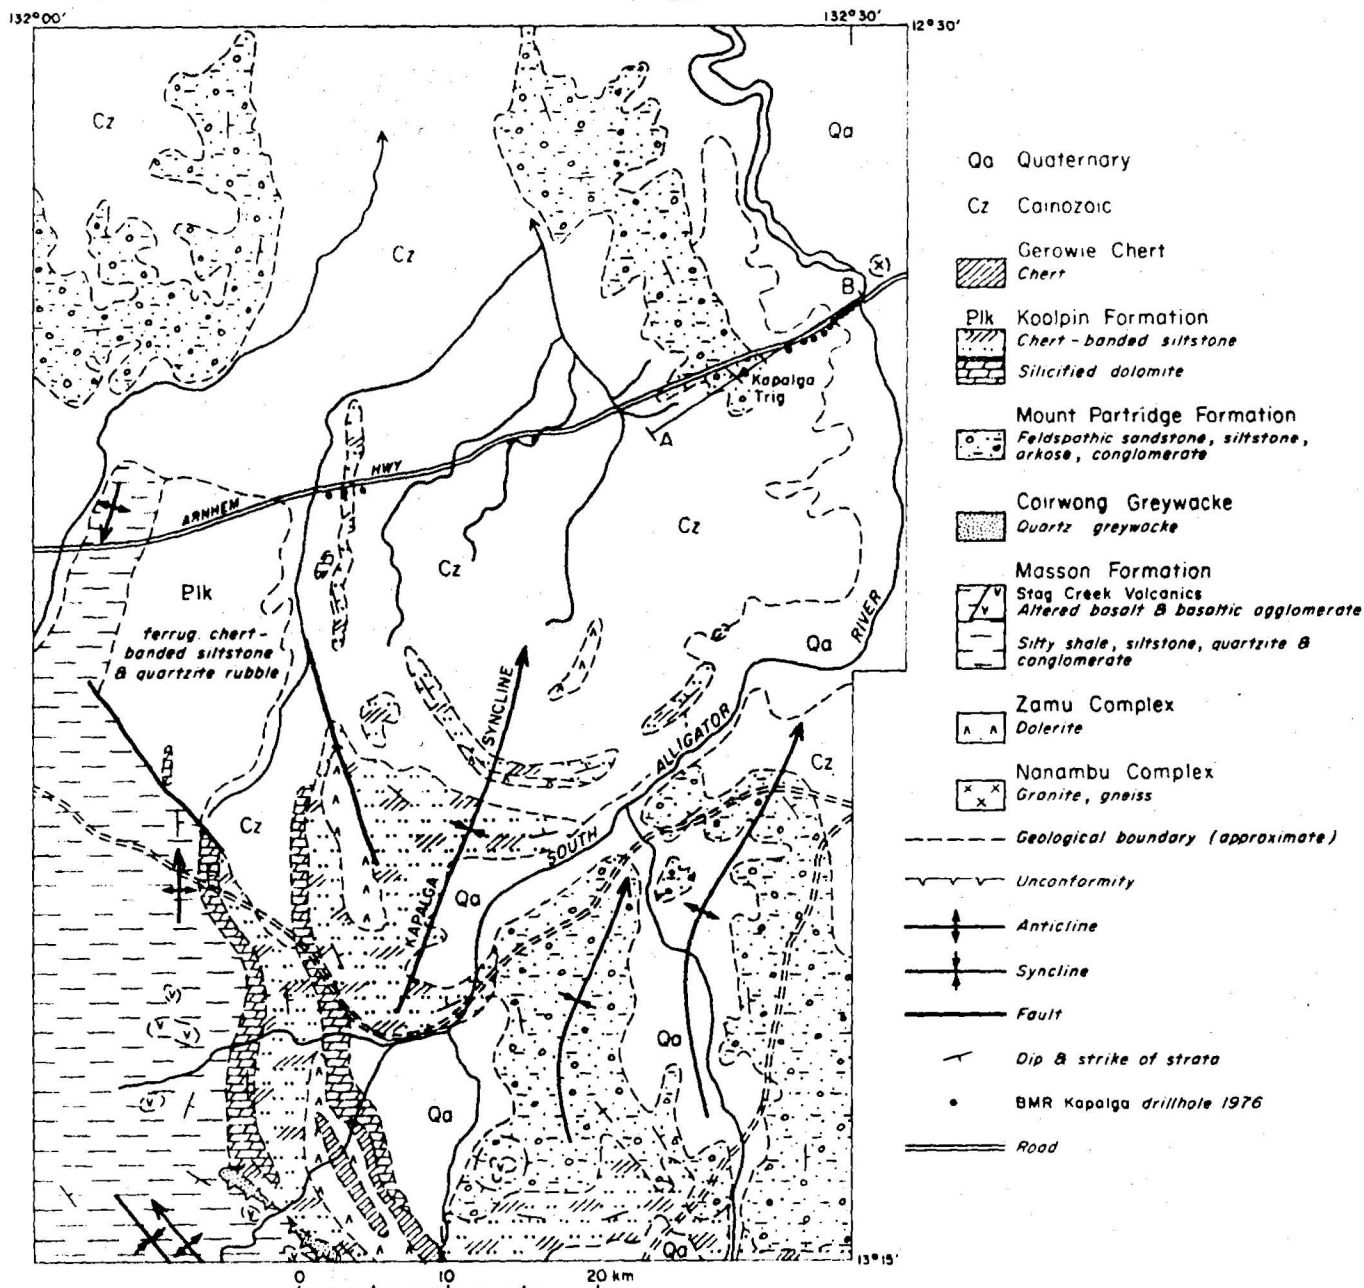 132°00′
132°30′
12°30′
Cz
Qa
Cz
B
Kapalga
Trig
A
ARNHEM HWY
Cz
Cz
Plk
ferrug. chert-
banded siltstone
& quartzite rubble
Qa
RIVER
ALLIGATOR
SOUTH
KAPALGA SYNCLINE
Cz
Cz
Qa
Qa
Qa
Qa
13°15′
0 10 20 km
Qa Quaternary
Cz Cainozoic
Gerowie Chert
Chert
Plk Koolpin Formation
Chert-banded siltstone
Silicified dolomite
Mount Partridge Formation
Feldspathic sandstone, siltstone,
arkose, conglomerate
Coirwong Greywacke
Quartz greywacke
Masson Formation
Stag Creek Volcanics
Altered basalt & basaltic agglomerate
Silty shale, siltstone, quartzite &
conglomerate
Zamu Complex
Dolerite
Nanambu Complex
Granite, gneiss
Geological boundary (approximate)
Unconformity
Anticline
Syncline
Fault
Dip & strike of strata
BMR Kapalga drillhole 1976
Road